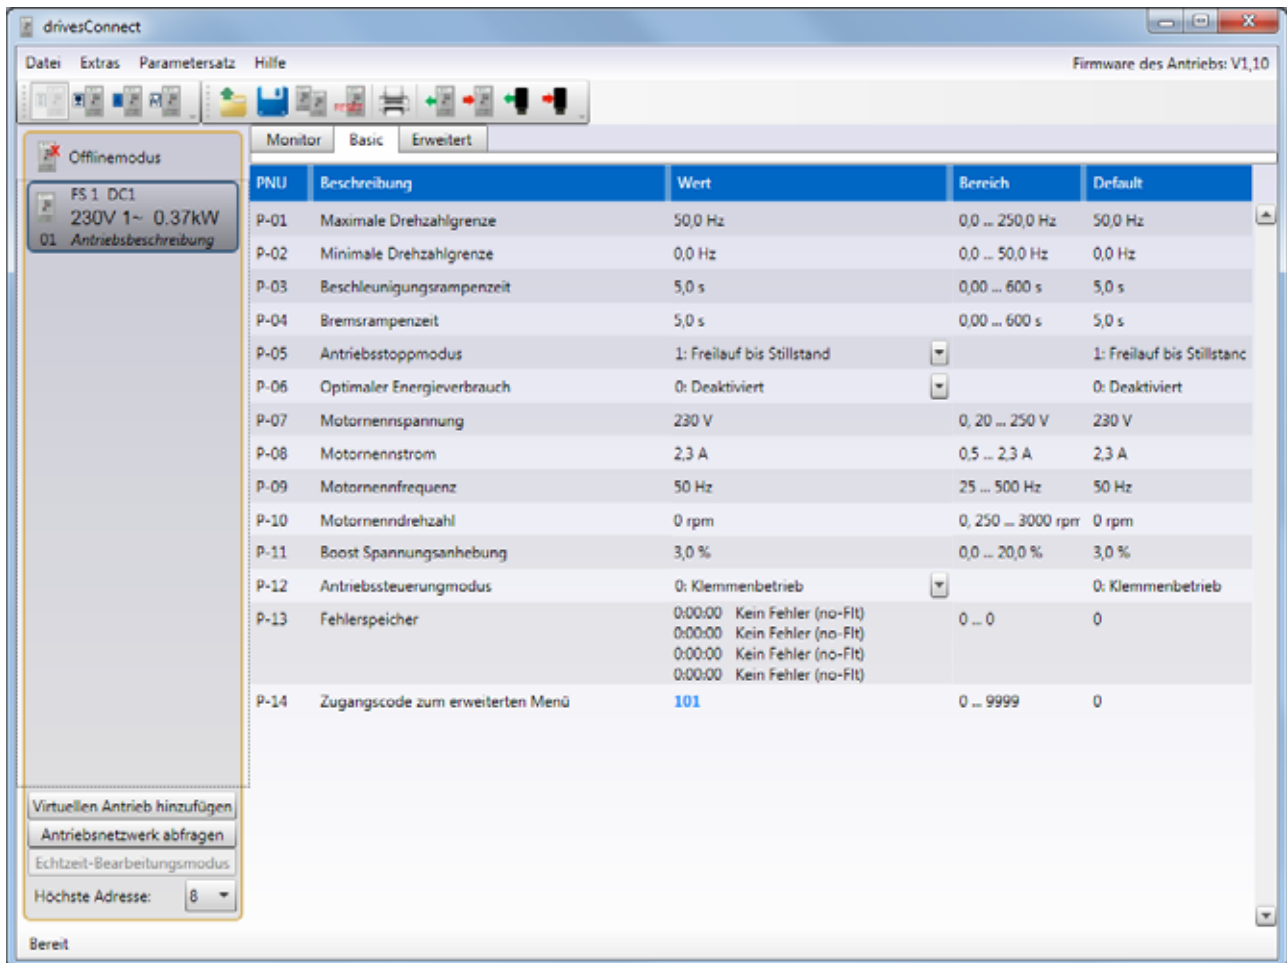 drivesConnect
Datei Extras Parametersatz Hilfe Firmware des Antriebs: V1,10
RESET
Offlinemodus
FS 1 DC1
230V 1~ 0.37kW
01 Antriebsbeschreibung
Virtuellen Antrieb hinzufügen
Antriebsnetzwerk abfragen
Echtzeit-Bearbeitungsmodus
Höchste Adresse: 8
Monitor Basic Erweitert
PNU Beschreibung Wert Bereich Default
P-01 Maximale Drehzahlgrenze 50,0 Hz 0,0 ... 250,0 Hz 50,0 Hz
P-02 Minimale Drehzahlgrenze 0,0 Hz 0,0 ... 50,0 Hz 0,0 Hz
P-03 Beschleunigungsrampenzeit 5,0 s 0,00 ... 600 s 5,0 s
P-04 Bremsrampenzeit 5,0 s 0,00 ... 600 s 5,0 s
P-05 Antriebsstoppmodus 1: Freilauf bis Stillstand 1: Freilauf bis Stillstanc
P-06 Optimaler Energieverbrauch 0: Deaktiviert 0: Deaktiviert
P-07 Motornennspannung 230 V 0, 20 ... 250 V 230 V
P-08 Motornennstrom 2,3 A 0,5 ... 2,3 A 2,3 A
P-09 Motornennfrequenz 50 Hz 25 ... 500 Hz 50 Hz
P-10 Motornenndrehzahl 0 rpm 0, 250 ... 3000 rpm 0 rpm
P-11 Boost Spannungsanhebung 3,0 % 0,0 ... 20,0 % 3,0 %
P-12 Antriebssteuerungmodus 0: Klemmenbetrieb 0: Klemmenbetrieb
P-13 Fehlerspeicher 0:00:00 Kein Fehler (no-Flt) 0 ... 0 0
0:00:00 Kein Fehler (no-Flt)
0:00:00 Kein Fehler (no-Flt)
0:00:00 Kein Fehler (no-Flt)
P-14 Zugangscode zum erweiterten Menü 101 0 ... 9999 0
Bereit